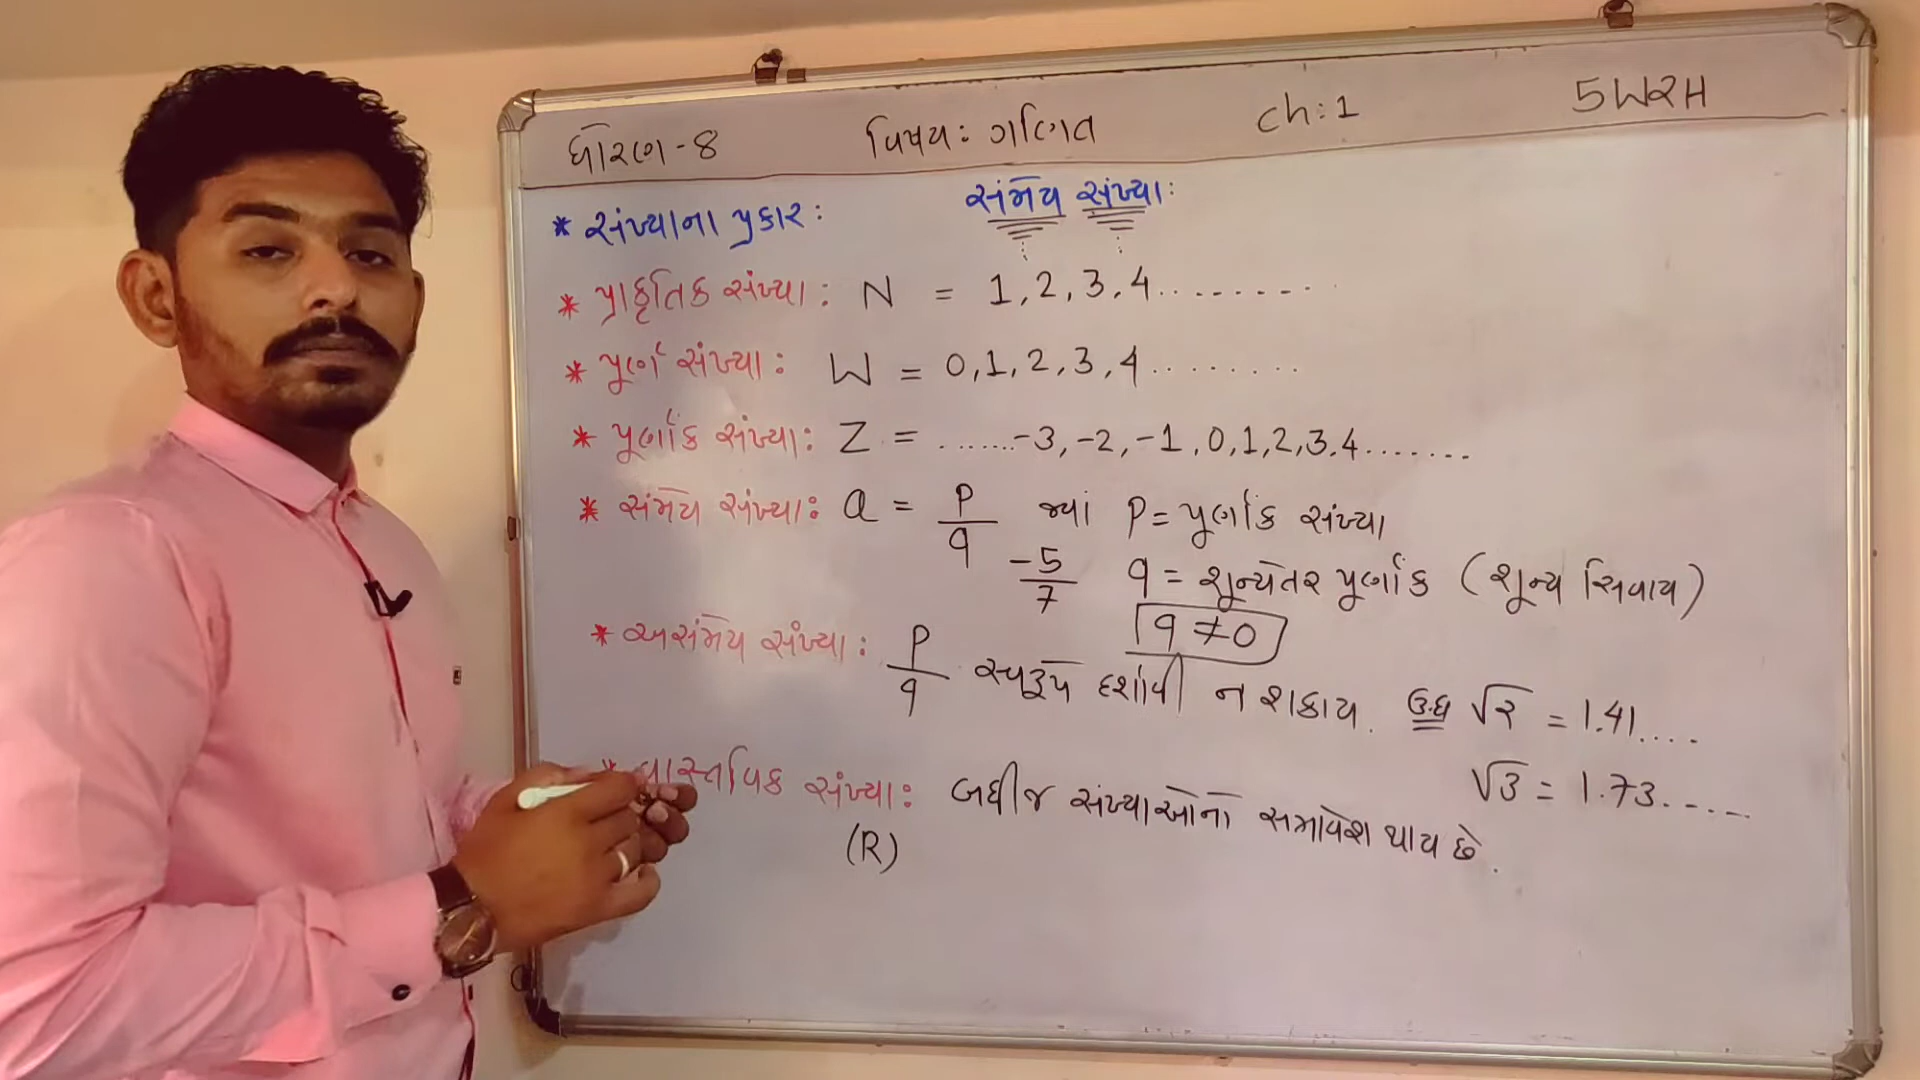 ધોરણ-8 વિષય: ગણિત ch:1 5W2H
સંમેય સંખ્યા:
* સંખ્યાના પ્રકાર:
* પ્રાકૃતિક સંખ્યા: N = 1,2,3,4.........
* પૂર્ણ સંખ્યા: W = 0,1,2,3,4........
* પૂર્ણાંક સંખ્યા: Z = ......-3,-2,-1,0,1,2,3.4.......
* સંમેય સંખ્યા: Q = p/q જ્યાં p= પૂર્ણાંક સંખ્યા
-5/7 q = શૂન્યેતર પૂર્ણાંક (શૂન્ય સિવાય)
q ≠ 0
* અસંમેય સંખ્યા: p/q સ્વરૂપે દર્શાવી ન શકાય. ઉ.દા √2 = 1.41....
√3 = 1.73.....
* વાસ્તવિક સંખ્યા: બધીજ સંખ્યાઓનો સમાવેશ થાય છે.
(R)